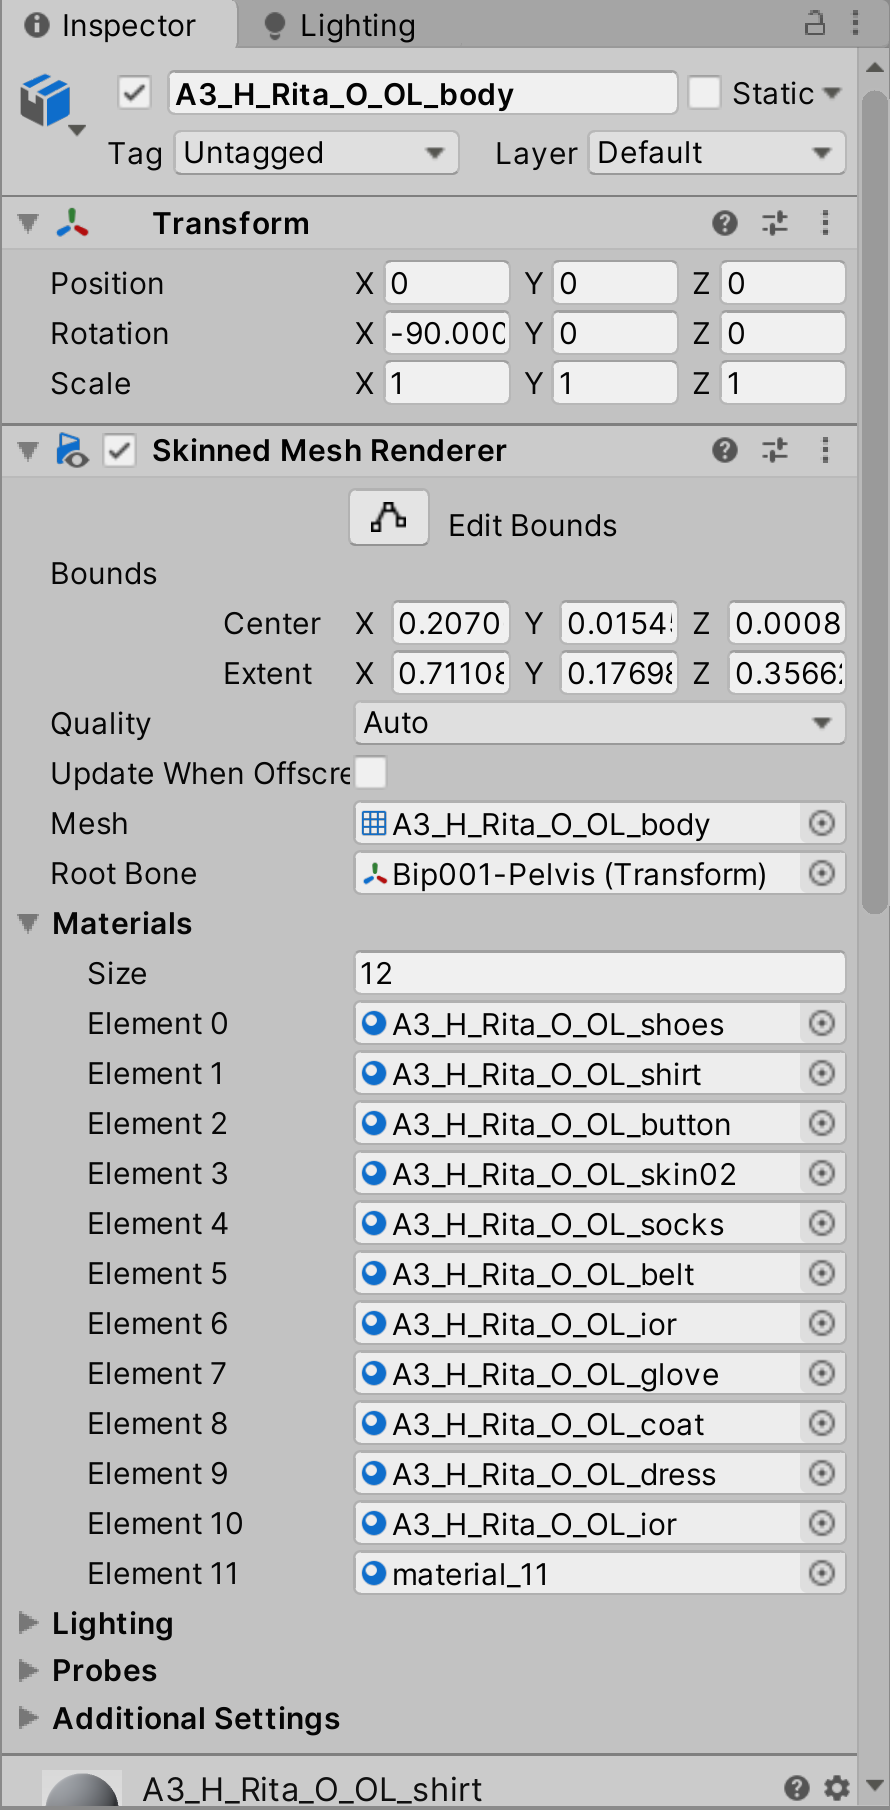 Inspector Lighting
A3_H_Rita_O_OL_body Static
Tag Untagged Layer Default
Transform
Position X 0 Y 0 Z 0
Rotation X -90.000 Y 0 Z 0
Scale X 1 Y 1 Z 1
Skinned Mesh Renderer
Edit Bounds
Bounds
Center X 0.2070 Y 0.0154 Z 0.0008
Extent X 0.71108 Y 0.17698 Z 0.3566
Quality Auto
Update When Offscre
Mesh A3_H_Rita_O_OL_body
Root Bone Bip001-Pelvis (Transform)
Materials
Size 12
Element 0 A3_H_Rita_O_OL_shoes
Element 1 A3_H_Rita_O_OL_shirt
Element 2 A3_H_Rita_O_OL_button
Element 3 A3_H_Rita_O_OL_skin02
Element 4 A3_H_Rita_O_OL_socks
Element 5 A3_H_Rita_O_OL_belt
Element 6 A3_H_Rita_O_OL_ior
Element 7 A3_H_Rita_O_OL_glove
Element 8 A3_H_Rita_O_OL_coat
Element 9 A3_H_Rita_O_OL_dress
Element 10 A3_H_Rita_O_OL_ior
Element 11 material_11
Lighting
Probes
Additional Settings
A3_H_Rita_O_OL_shirt